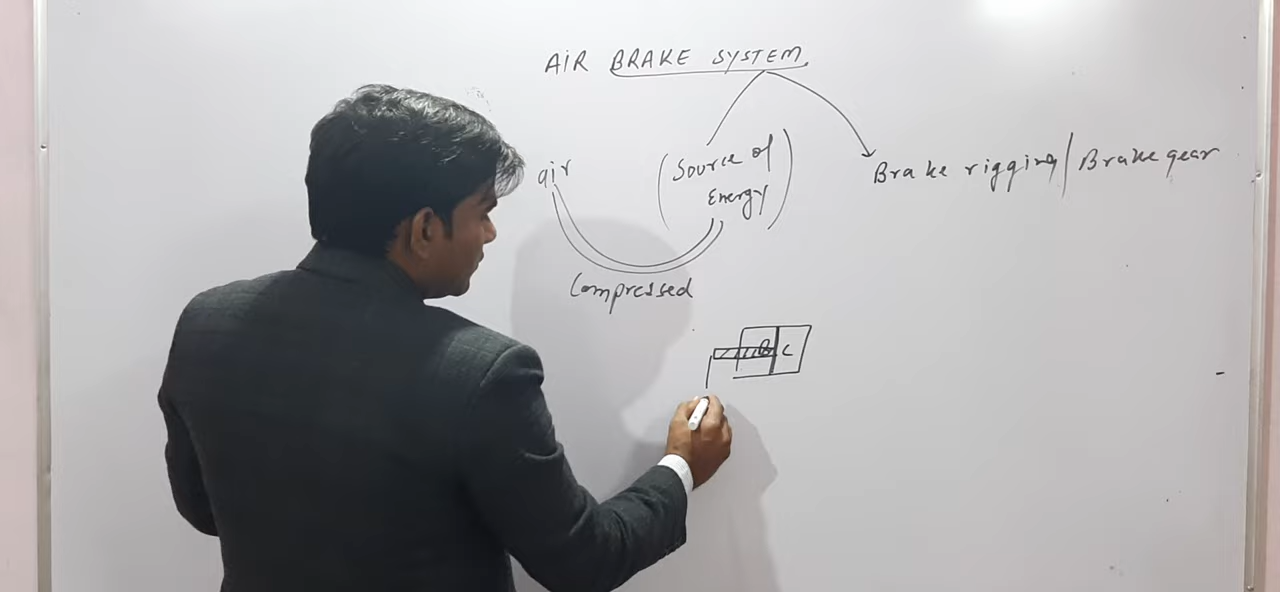 AIR BRAKE SYSTEM
air
(Source of
Energy)
Brake rigging/Brake gear
Compressed
B C